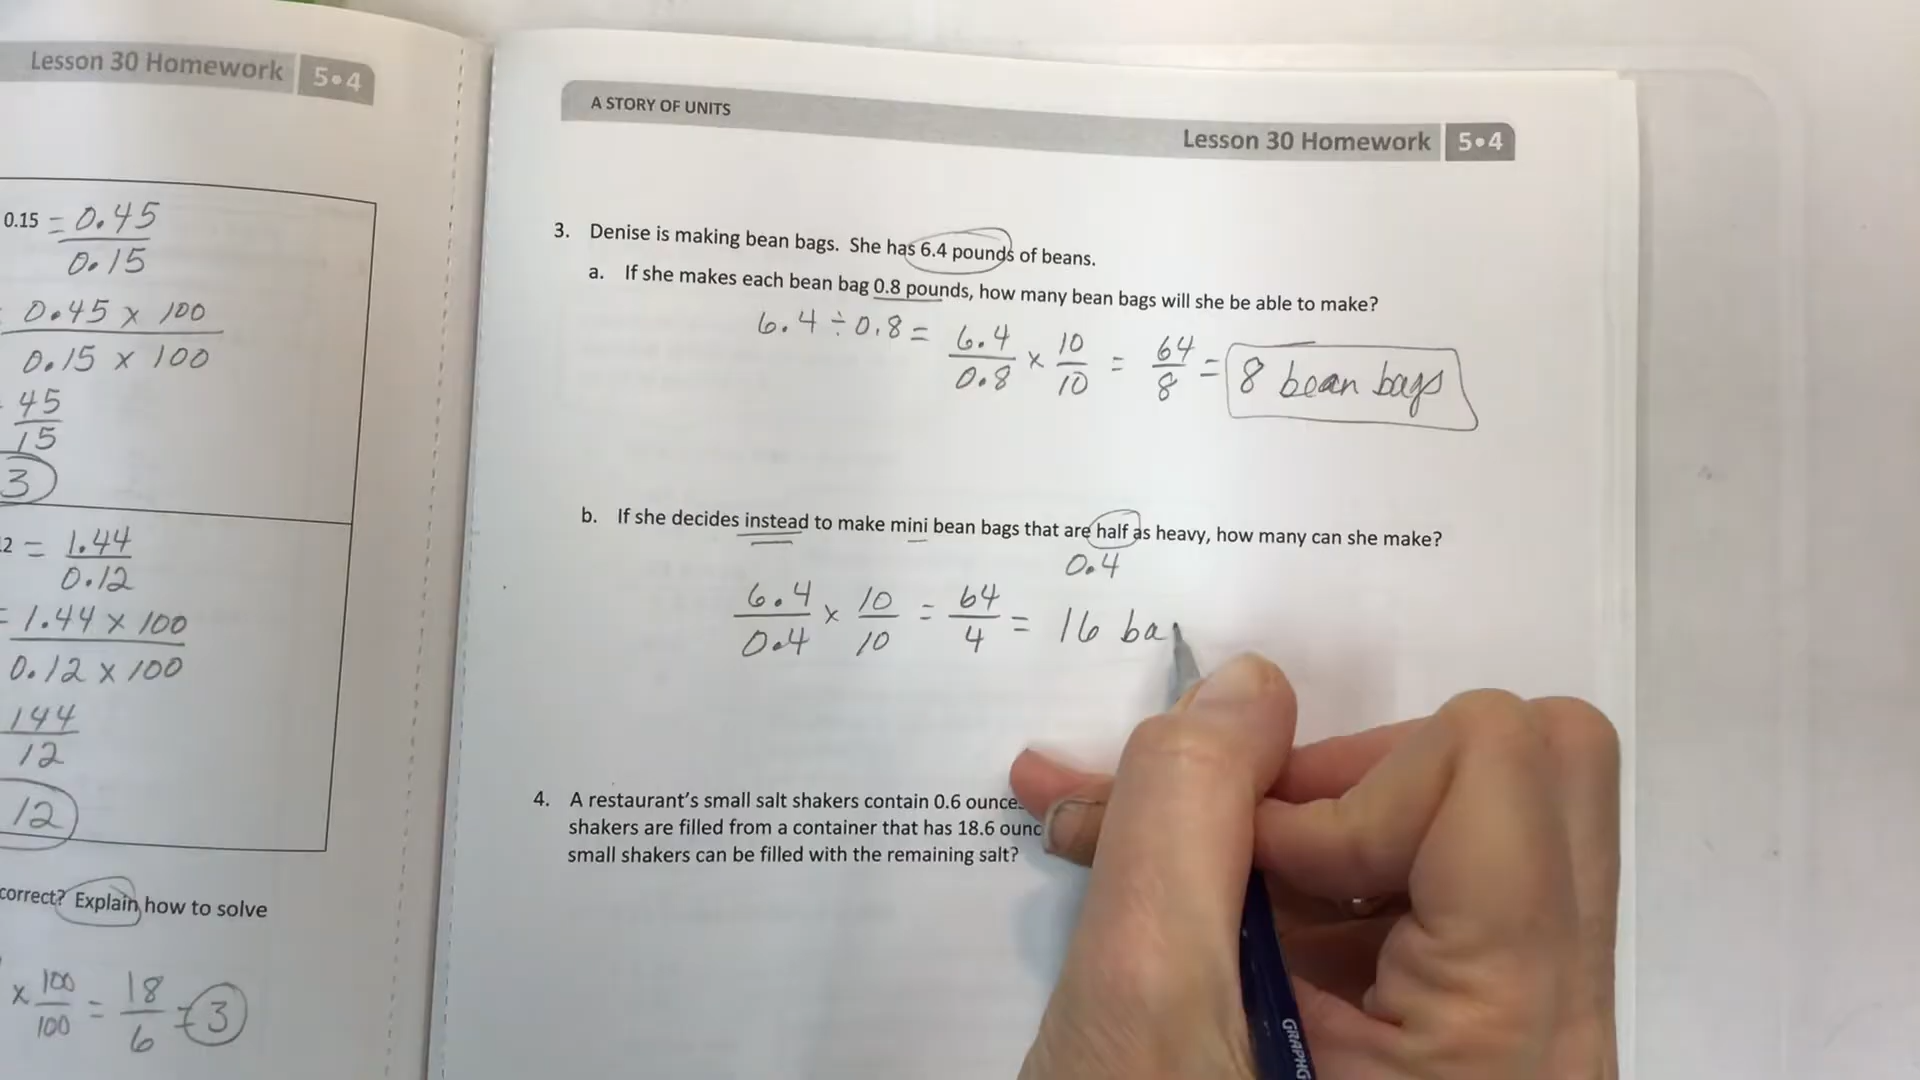 Lesson 30 Homework 5•4
0.15 = 0.45
0.15
0.45 x 100
0.15 x 100
45
15
3
2 = 1.44
0.12
= 1.44 x 100
0.12 x 100
144
12
12
correct? Explain how to solve
x 100 = 18 = 3
100 6
A STORY OF UNITS
Lesson 30 Homework 5•4
3. Denise is making bean bags. She has 6.4 pounds of beans.
a. If she makes each bean bag 0.8 pounds, how many bean bags will she be able to make?
6.4 ÷ 0.8 = 6.4 x 10 = 64 = 8 bean bags
0.8 10 8
b. If she decides instead to make mini bean bags that are half as heavy, how many can she make?
0.4
6.4 x 10 = 64 = 16 ba
0.4 10 4
4. A restaurant's small salt shakers contain 0.6 ounce
shakers are filled from a container that has 18.6 ounc
small shakers can be filled with the remaining salt?
GRAPHG